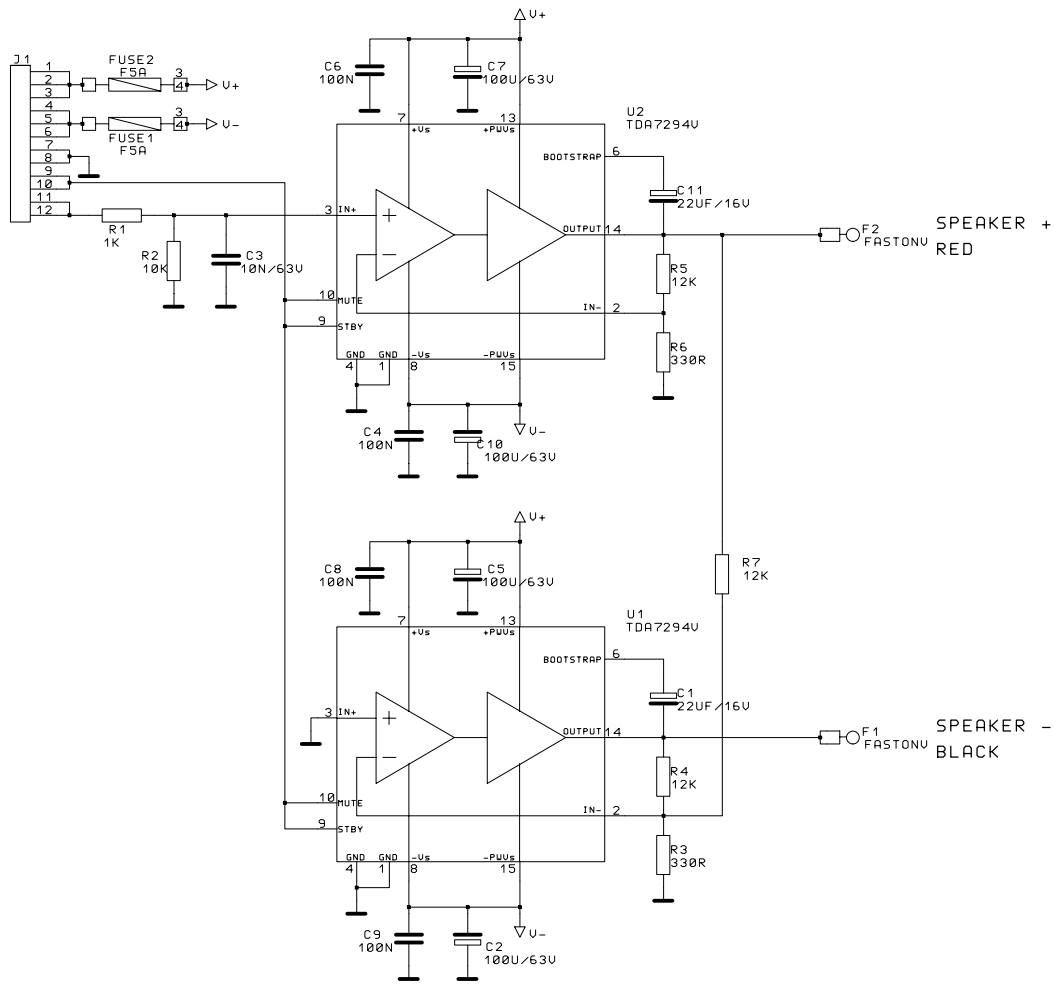 J1
1
2
3
4
5
6
7
8
9
10
11
12
FUSE2
F5A
3
4
V+
3
4
V-
FUSE1
F5A
R1
1K
R2
10K
C3
10N/63V
V+
C6
100N
C7
100U/63V
7
+Vs
13
+PWVs
U2
TDA7294V
BOOTSTRAP
6
C11
22UF/16V
3
IN+
OUTPUT
14
F2
FASTONV
SPEAKER +
RED
R5
12K
10
MUTE
9
STBY
IN-
2
R6
330R
GND
4
GND
1
-Vs
8
-PWVs
15
C4
100N
C10
100U/63V
V-
V+
C8
100N
C5
100U/63V
R7
12K
7
+Vs
13
+PWVs
U1
TDA7294V
BOOTSTRAP
6
C1
22UF/16V
3
IN+
OUTPUT
14
F1
FASTONV
SPEAKER -
BLACK
R4
12K
10
MUTE
9
STBY
IN-
2
R3
330R
GND
4
GND
1
-Vs
8
-PWVs
15
C9
100N
C2
100U/63V
V-